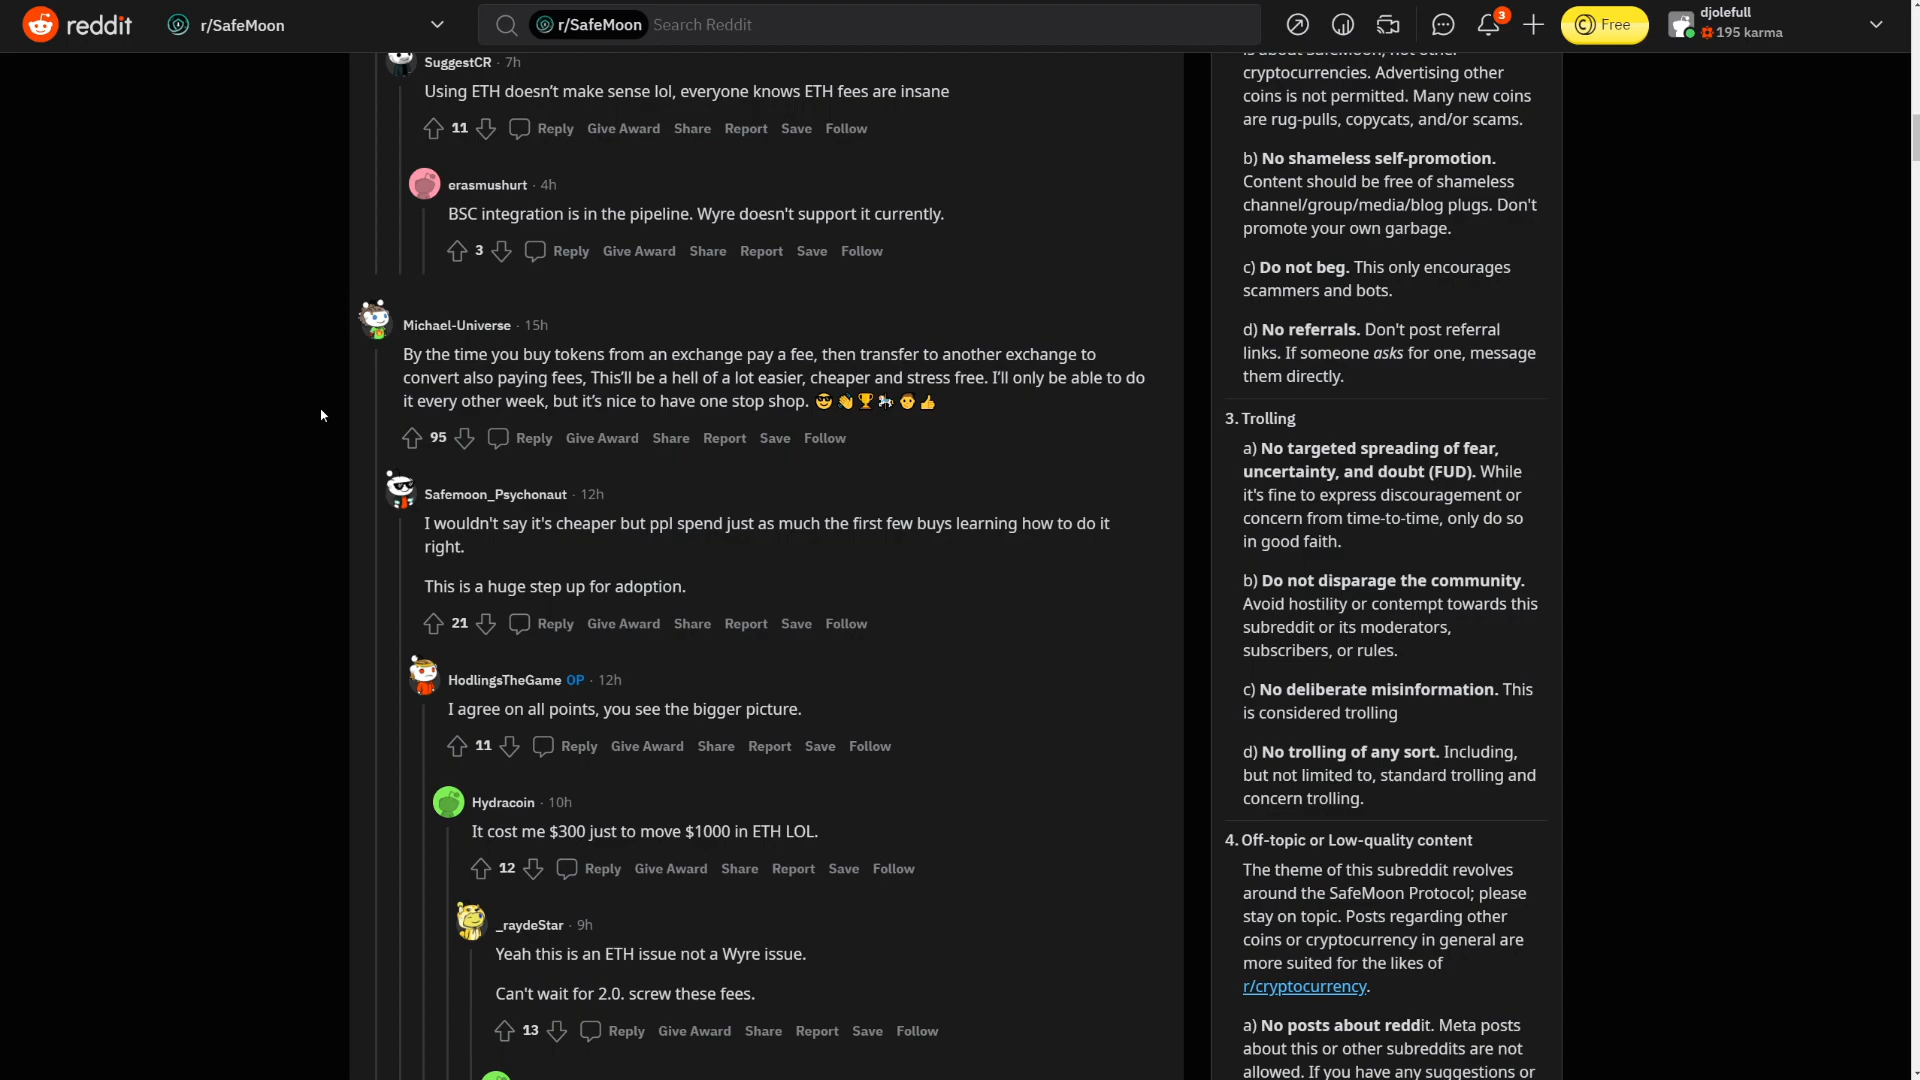 reddit
r/SafeMoon
r/SafeMoon Search Reddit
3
Free
djolefull
195 karma
SuggestCR · 7h
Using ETH doesn’t make sense lol, everyone knows ETH fees are insane
11 Reply Give Award Share Report Save Follow
erasmushurt · 4h
BSC integration is in the pipeline. Wyre doesn't support it currently.
3 Reply Give Award Share Report Save Follow
Michael-Universe · 15h
By the time you buy tokens from an exchange pay a fee, then transfer to another exchange to
convert also paying fees, This’ll be a hell of a lot easier, cheaper and stress free. I’ll only be able to do
it every other week, but it’s nice to have one stop shop. 😎👏🏆🎠👨👍
95 Reply Give Award Share Report Save Follow
Safemoon_Psychonaut · 12h
I wouldn't say it's cheaper but ppl spend just as much the first few buys learning how to do it
right.
This is a huge step up for adoption.
21 Reply Give Award Share Report Save Follow
HodlingsTheGame OP · 12h
I agree on all points, you see the bigger picture.
11 Reply Give Award Share Report Save Follow
Hydracoin · 10h
It cost me $300 just to move $1000 in ETH LOL.
12 Reply Give Award Share Report Save Follow
_raydeStar · 9h
Yeah this is an ETH issue not a Wyre issue.
Can't wait for 2.0. screw these fees.
13 Reply Give Award Share Report Save Follow
is about SafeMoon, not other
cryptocurrencies. Advertising other
coins is not permitted. Many new coins
are rug-pulls, copycats, and/or scams.
b) No shameless self-promotion.
Content should be free of shameless
channel/group/media/blog plugs. Don't
promote your own garbage.
c) Do not beg. This only encourages
scammers and bots.
d) No referrals. Don't post referral
links. If someone asks for one, message
them directly.
3. Trolling
a) No targeted spreading of fear,
uncertainty, and doubt (FUD). While
it's fine to express discouragement or
concern from time-to-time, only do so
in good faith.
b) Do not disparage the community.
Avoid hostility or contempt towards this
subreddit or its moderators,
subscribers, or rules.
c) No deliberate misinformation. This
is considered trolling
d) No trolling of any sort. Including,
but not limited to, standard trolling and
concern trolling.
4. Off-topic or Low-quality content
The theme of this subreddit revolves
around the SafeMoon Protocol; please
stay on topic. Posts regarding other
coins or cryptocurrency in general are
more suited for the likes of
r/cryptocurrency.
a) No posts about reddit. Meta posts
about this or other subreddits are not
allowed. If you have any suggestions or